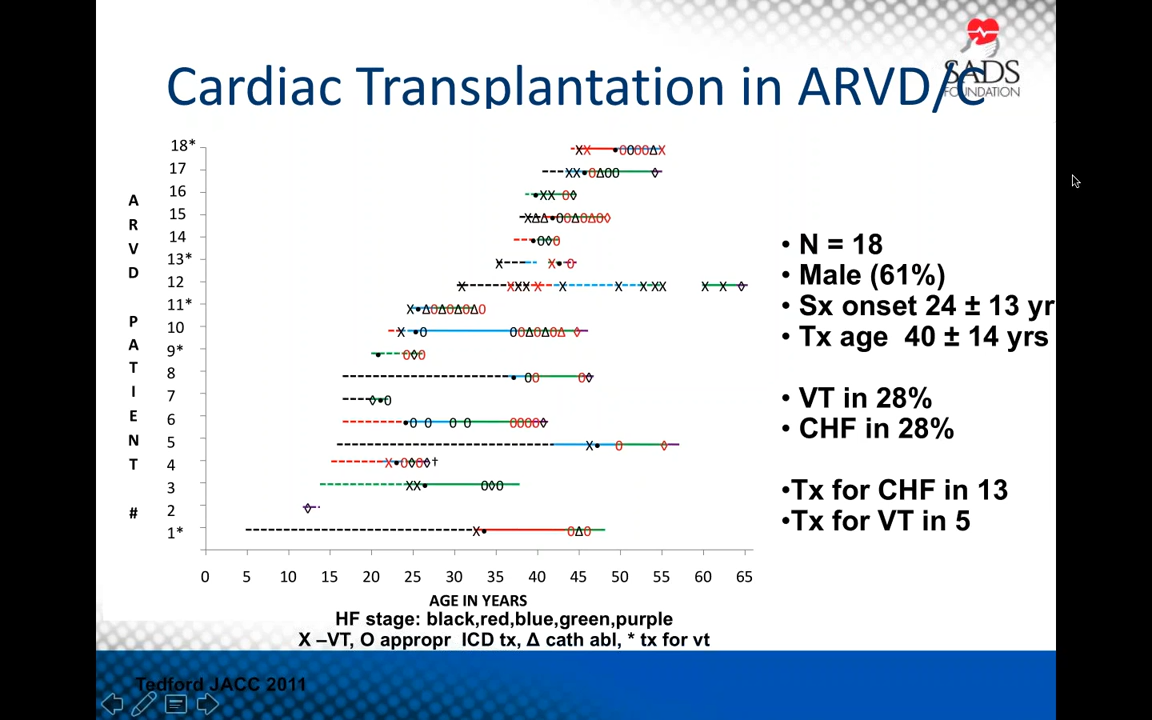 Cardiac Transplantation in ARVD/C
SADS
FOUNDATION
ARVD PATIENT #
18*
17
16
15
14
13*
12
11*
10
9*
8
7
6
5
4
3
2
1*
0 5 10 15 20 25 30 35 40 45 50 55 60 65
AGE IN YEARS
HF stage: black,red,blue,green,purple
X –VT, O appropr ICD tx, Δ cath abl, * tx for vt
• N = 18
• Male (61%)
• Sx onset 24 ± 13 yr
• Tx age 40 ± 14 yrs
• VT in 28%
• CHF in 28%
•Tx for CHF in 13
•Tx for VT in 5
Tedford JACC 2011